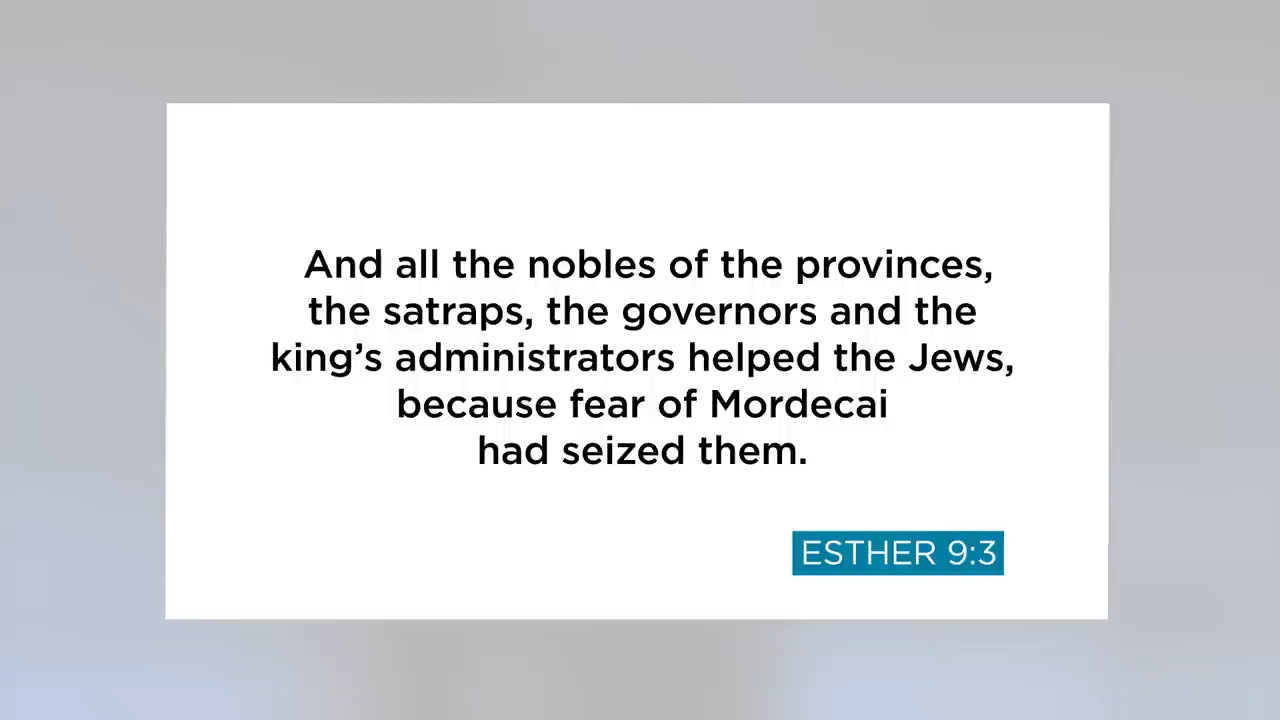 And all the nobles of the provinces,
the satraps, the governors and the
king’s administrators helped the Jews,
because fear of Mordecai
had seized them.
ESTHER 9:3